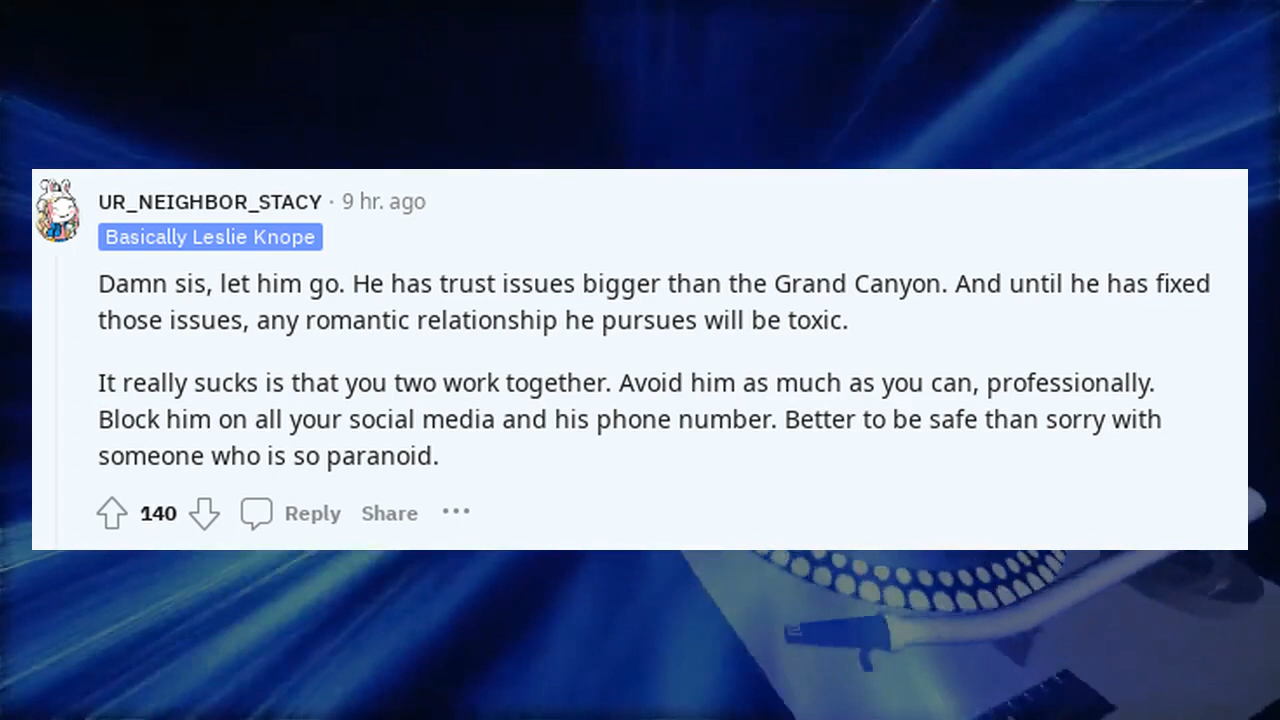 UR_NEIGHBOR_STACY · 9 hr. ago
Basically Leslie Knope
Damn sis, let him go. He has trust issues bigger than the Grand Canyon. And until he has fixed
those issues, any romantic relationship he pursues will be toxic.
It really sucks is that you two work together. Avoid him as much as you can, professionally.
Block him on all your social media and his phone number. Better to be safe than sorry with
someone who is so paranoid.
140 Reply Share ···